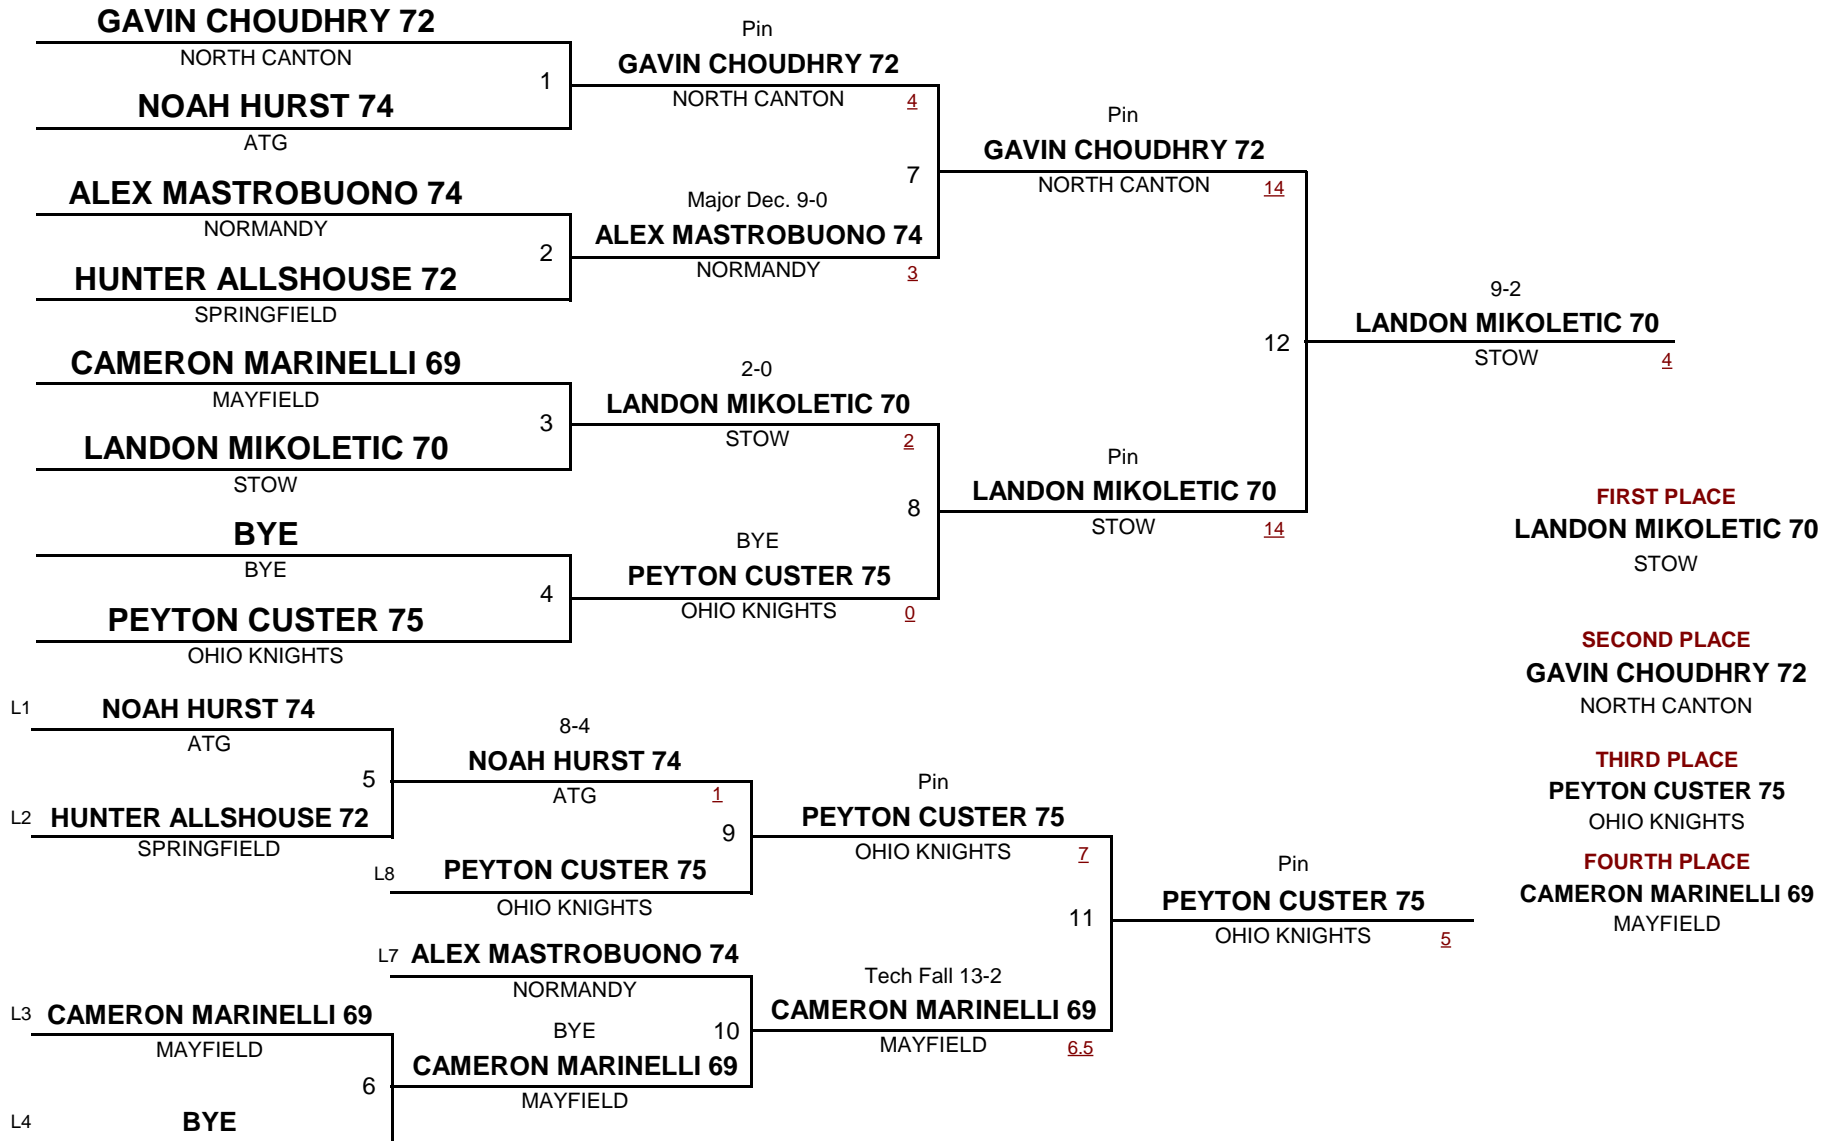 GAVIN CHOUDHRY 72
NORTH CANTON
1
NOAH HURST 74
ATG
ALEX MASTROBUONO 74
NORMANDY
2
HUNTER ALLSHOUSE 72
SPRINGFIELD
CAMERON MARINELLI 69
MAYFIELD
3
LANDON MIKOLETIC 70
STOW
BYE
BYE
4
PEYTON CUSTER 75
OHIO KNIGHTS
Pin
GAVIN CHOUDHRY 72
NORTH CANTON 4
7
Major Dec. 9-0
ALEX MASTROBUONO 74
NORMANDY 3
2-0
LANDON MIKOLETIC 70
STOW 2
8
BYE
PEYTON CUSTER 75
OHIO KNIGHTS 0
Pin
GAVIN CHOUDHRY 72
NORTH CANTON 14
12
Pin
LANDON MIKOLETIC 70
STOW 14
9-2
LANDON MIKOLETIC 70
STOW 4
FIRST PLACE
LANDON MIKOLETIC 70
STOW
SECOND PLACE
GAVIN CHOUDHRY 72
NORTH CANTON
THIRD PLACE
PEYTON CUSTER 75
OHIO KNIGHTS
FOURTH PLACE
CAMERON MARINELLI 69
MAYFIELD
L1 NOAH HURST 74
ATG
5
L2 HUNTER ALLSHOUSE 72
SPRINGFIELD
8-4
NOAH HURST 74
ATG 1
9
L8 PEYTON CUSTER 75
OHIO KNIGHTS
L7 ALEX MASTROBUONO 74
NORMANDY
L3 CAMERON MARINELLI 69
MAYFIELD
6
L4 BYE
BYE 10
CAMERON MARINELLI 69
MAYFIELD
Pin
PEYTON CUSTER 75
OHIO KNIGHTS 7
11
Tech Fall 13-2
CAMERON MARINELLI 69
MAYFIELD 6.5
Pin
PEYTON CUSTER 75
OHIO KNIGHTS 5